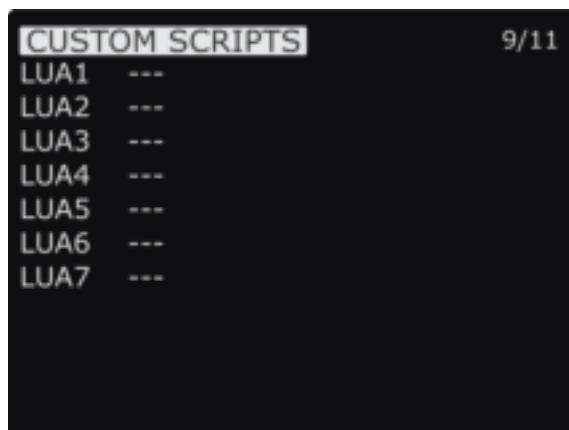 CUSTOM SCRIPTS 9/11
LUA1 ---
LUA2 ---
LUA3 ---
LUA4 ---
LUA5 ---
LUA6 ---
LUA7 ---